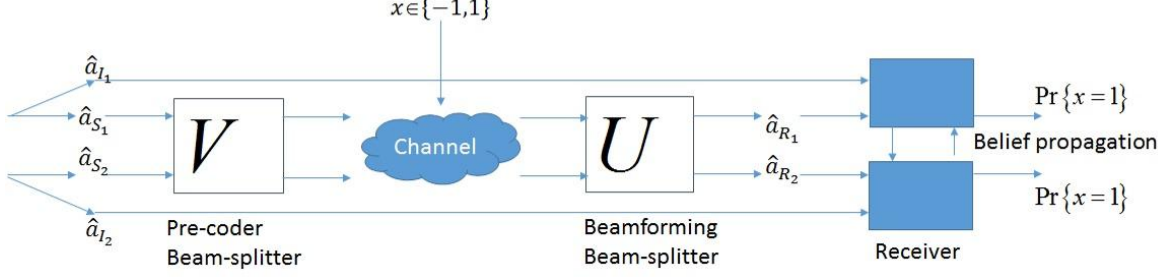 x∈{−1,1}
â_{I_1}
â_{S_1}
V
Channel
U
â_{R_1}
Pr{x=1}
Belief propagation
â_{S_2}
â_{R_2}
Pr{x=1}
â_{I_2}
Pre-coder
Beam-splitter
Beamforming
Beam-splitter
Receiver